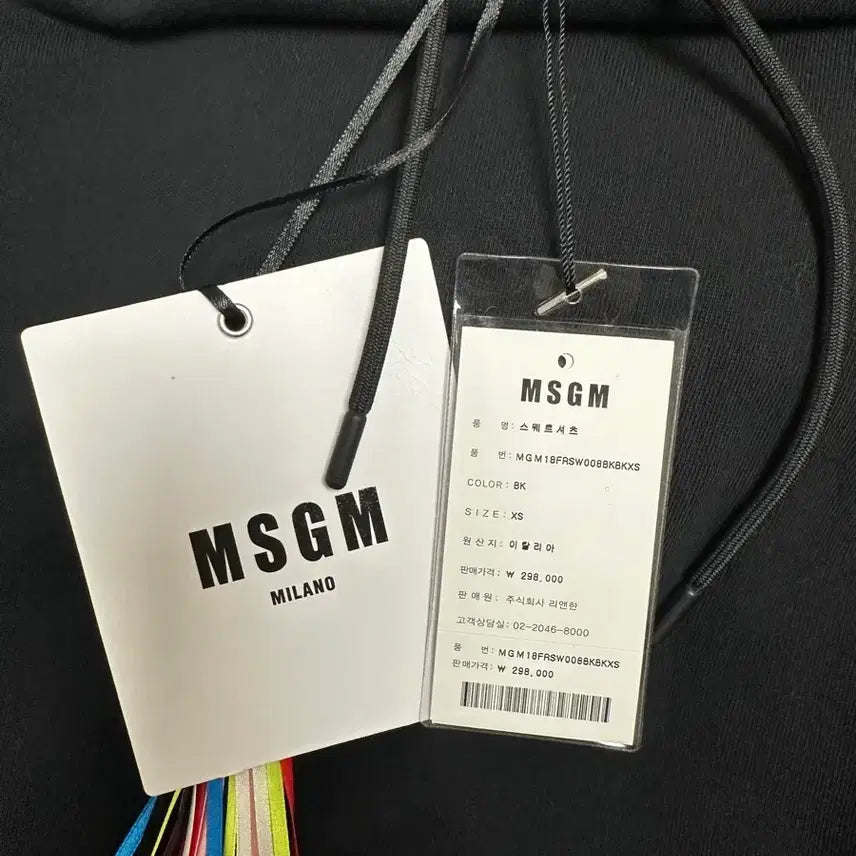 MSGM
MILANO
MSGM
품 명: 스웨트셔츠
품 번: MGM18FRSW008BKBKXS
COLOR: BK
SIZE: XS
원산지: 이탈리아
판매가격: ₩ 298,000
판매원: 주식회사 리앤한
고객상담실: 02-2046-8000
품 번: MGM18FRSW008BKBKXS
판매가격: ₩ 298,000